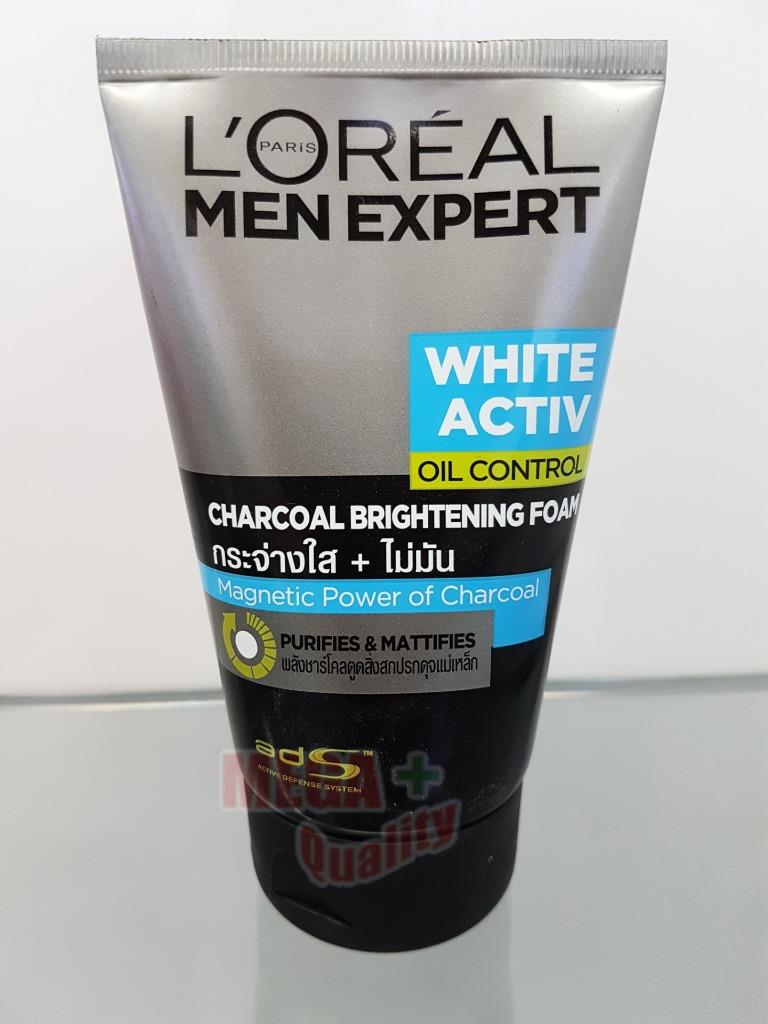 L'ORÉAL
PARiS
MEN EXPERT
WHITE
ACTIV
OIL CONTROL
CHARCOAL BRIGHTENING FOAM
กระจ่างใส + ไม่มัน
Magnetic Power of Charcoal
PURIFIES & MATTIFIES
พลังชาร์โคลดูดสิ่งสกปรกดุจแม่เหล็ก
adS™
ACTIVE DEFENSE SYSTEM
MEGA +
Quality